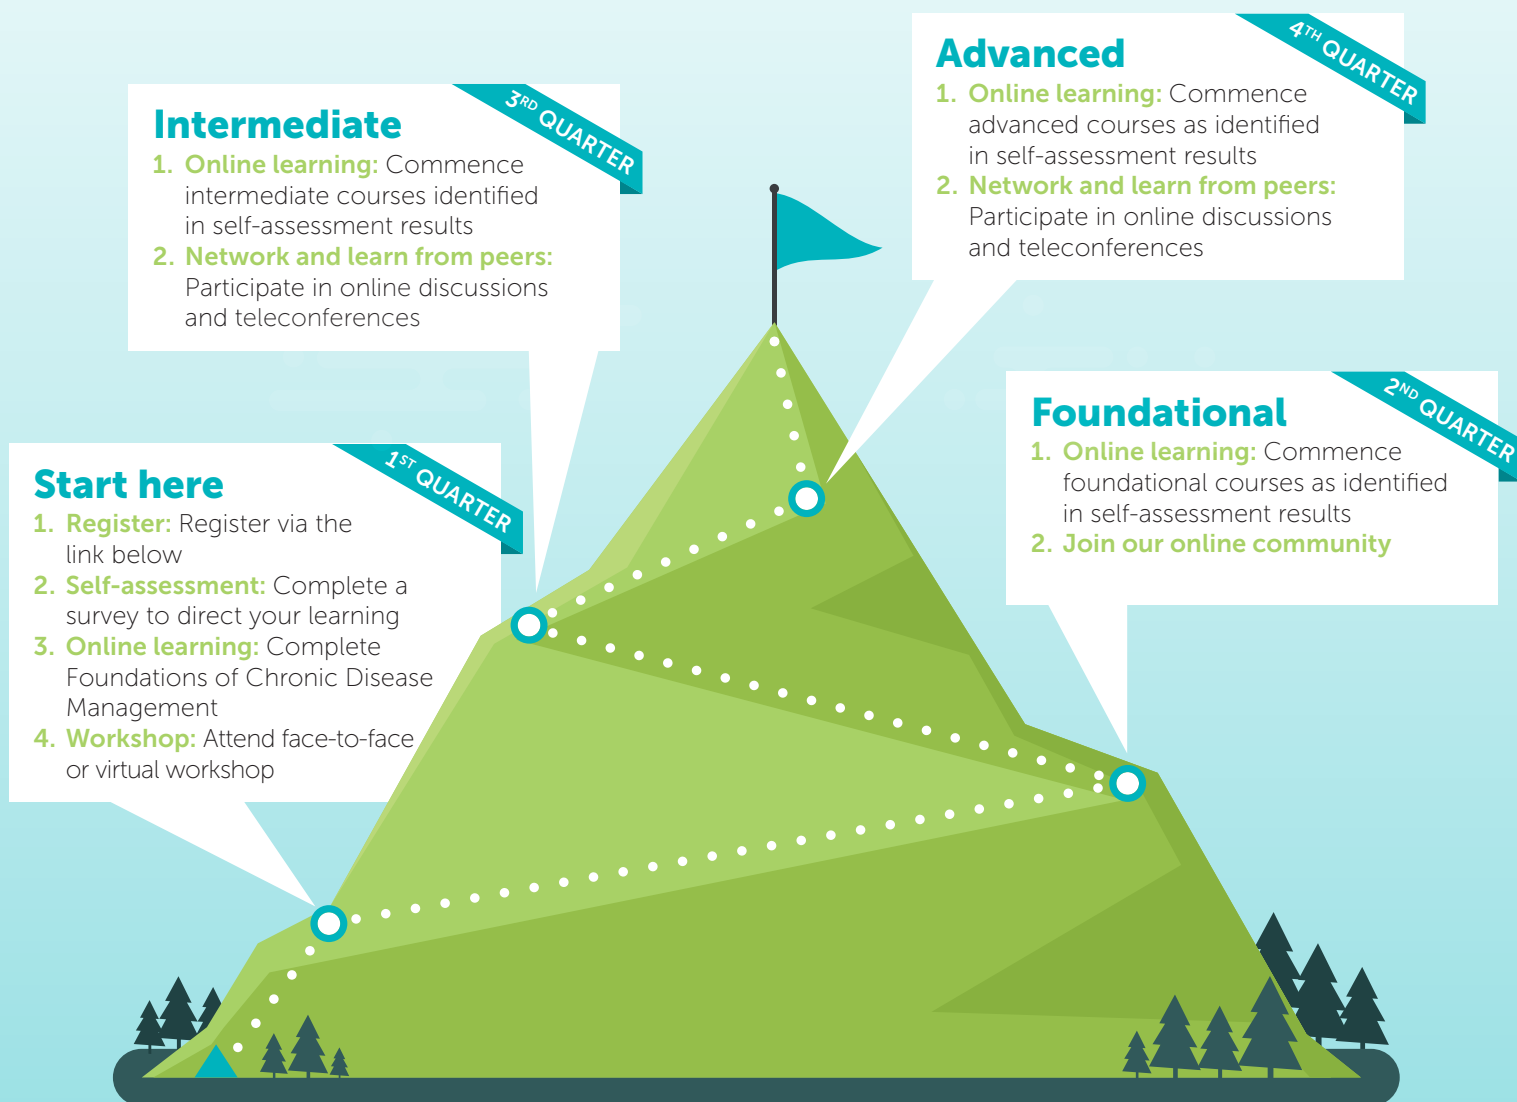 Advanced
4TH QUARTER
1. Online learning: Commence
advanced courses as identified
in self-assessment results
2. Network and learn from peers:
Participate in online discussions
and teleconferences
Intermediate
3RD QUARTER
1. Online learning: Commence
intermediate courses identified
in self-assessment results
2. Network and learn from peers:
Participate in online discussions
and teleconferences
Foundational
2ND QUARTER
1. Online learning: Commence
foundational courses as identified
in self-assessment results
2. Join our online community
Start here
1ST QUARTER
1. Register: Register via the
link below
2. Self-assessment: Complete a
survey to direct your learning
3. Online learning: Complete
Foundations of Chronic Disease
Management
4. Workshop: Attend face-to-face
or virtual workshop